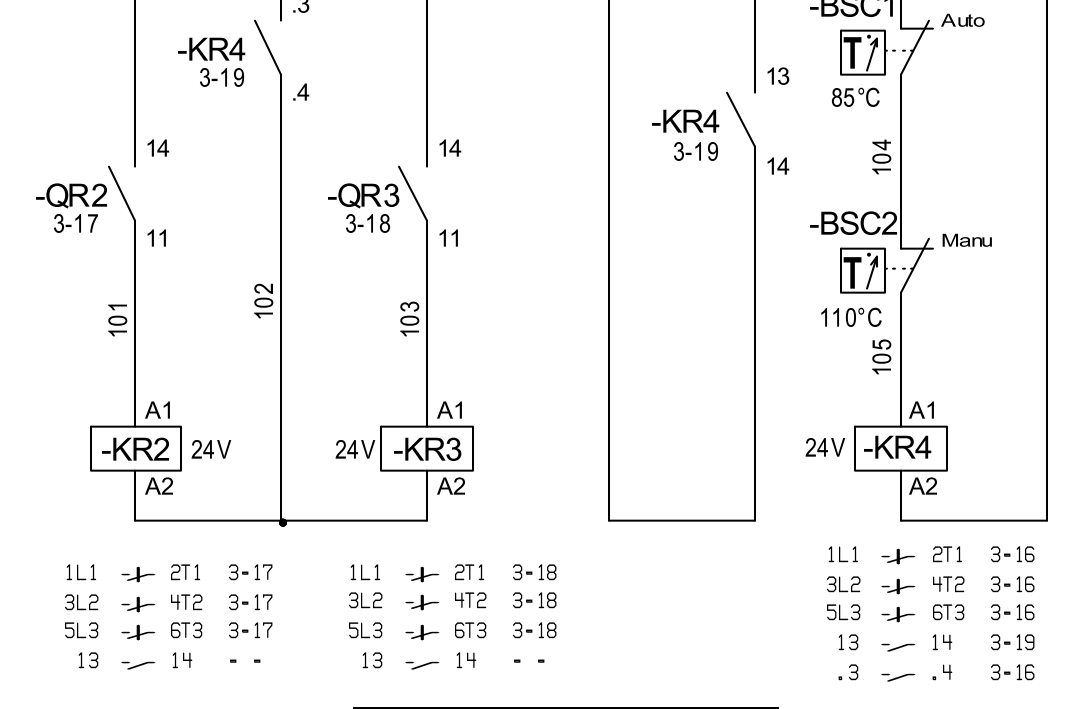 .3
-BSC1
Auto
-KR4
3-19
.4
T
85°C
13
-KR4
3-19
14
104
14
-QR2
3-17
11
14
-QR3
3-18
11
-BSC2
Manu
T
110°C
101
102
103
105
A1
-KR2 24V
A2
A1
24V -KR3
A2
A1
24V -KR4
A2
1L1 2T1 3-17
3L2 4T2 3-17
5L3 6T3 3-17
13 14 - -
1L1 2T1 3-18
3L2 4T2 3-18
5L3 6T3 3-18
13 14 - -
1L1 2T1 3-16
3L2 4T2 3-16
5L3 6T3 3-16
13 14 3-19
.3 .4 3-16